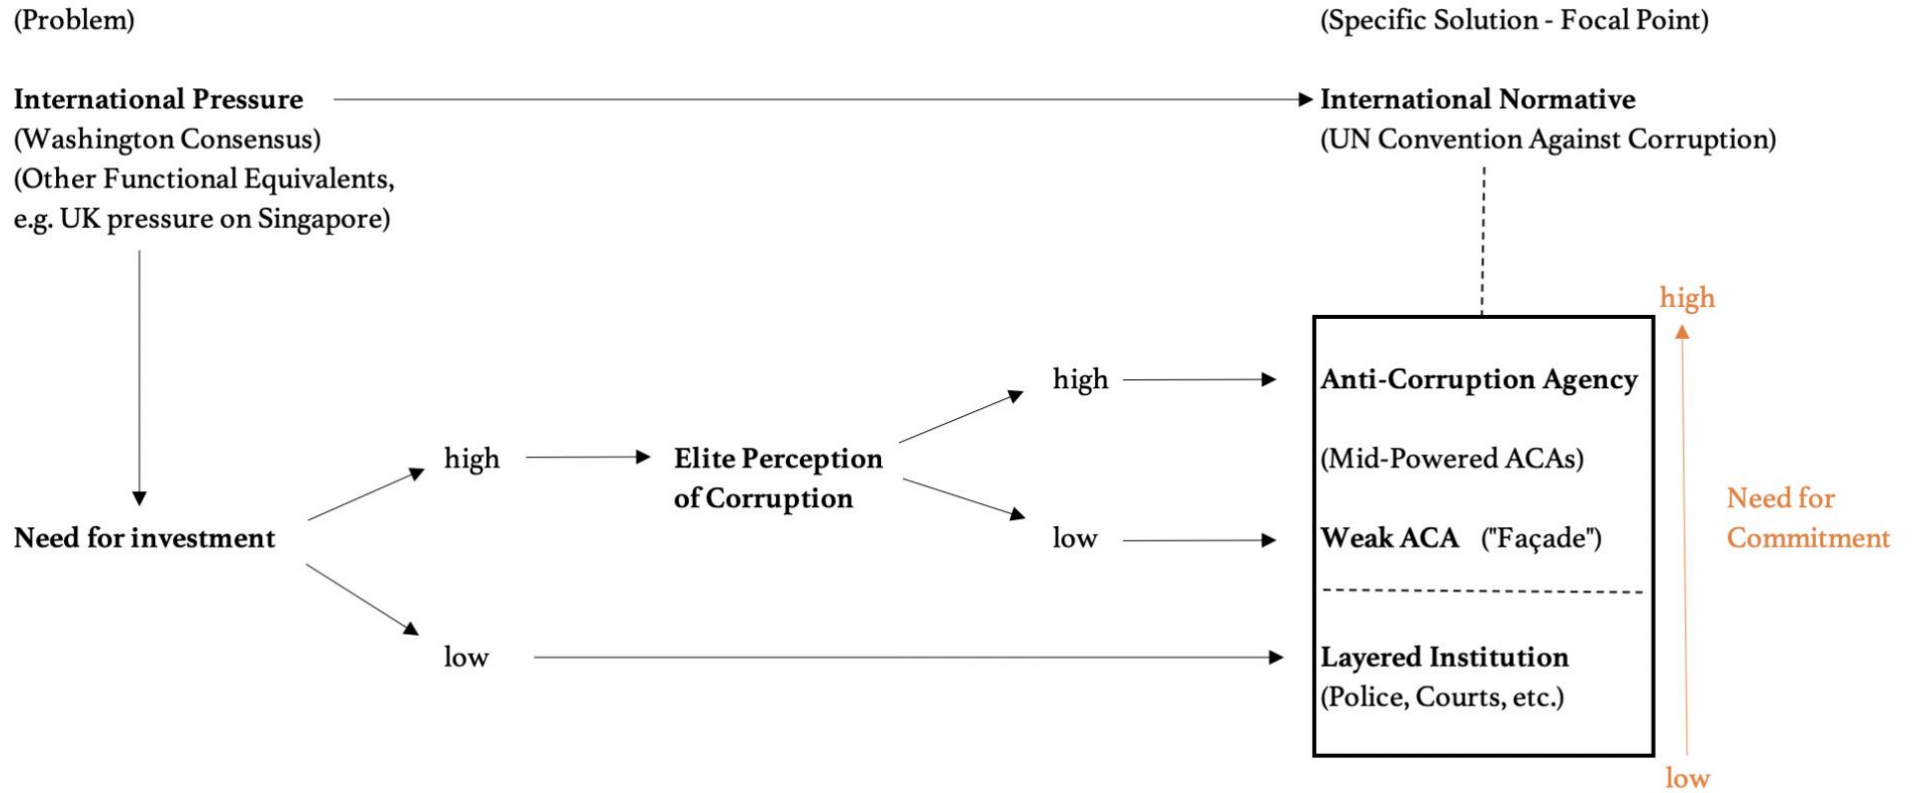 (Problem)
(Specific Solution - Focal Point)
International Pressure
(Washington Consensus)
(Other Functional Equivalents,
e.g. UK pressure on Singapore)
International Normative
(UN Convention Against Corruption)
Need for investment
high
low
Elite Perception
of Corruption
high
low
Anti-Corruption Agency
(Mid-Powered ACAs)
Weak ACA ("Façade")
Layered Institution
(Police, Courts, etc.)
high
Need for
Commitment
low